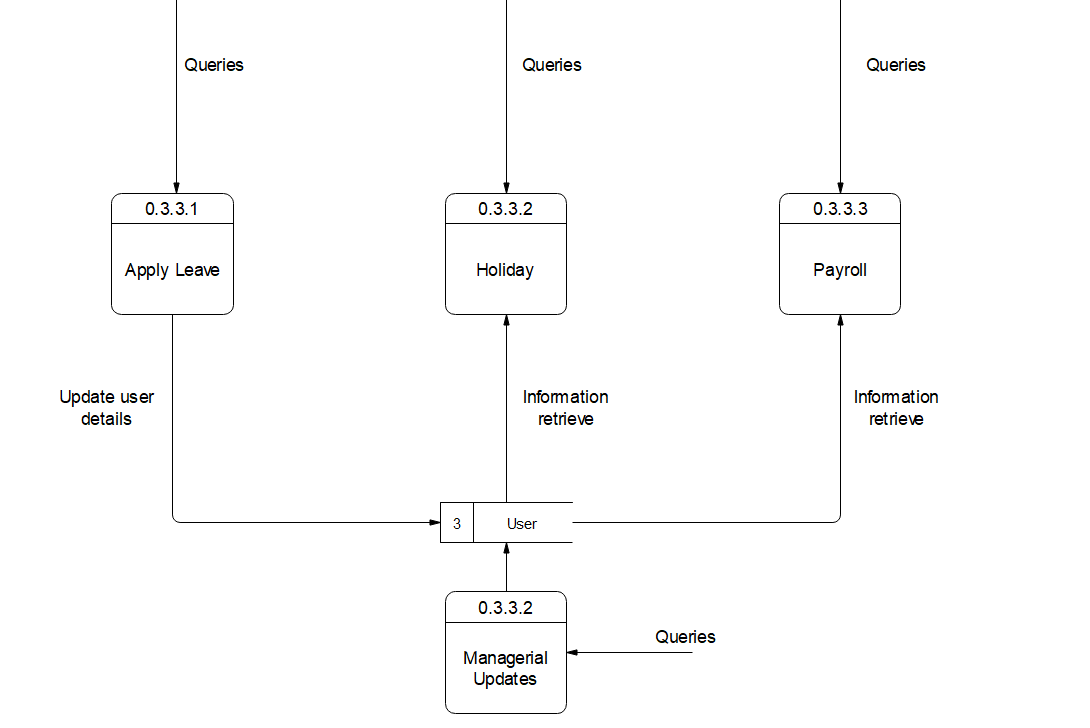 Queries
Queries
Queries
0.3.3.1
0.3.3.2
0.3.3.3
Apply Leave
Holiday
Payroll
Update user
details
Information
retrieve
Information
retrieve
3
User
0.3.3.2
Queries
Managerial
Updates